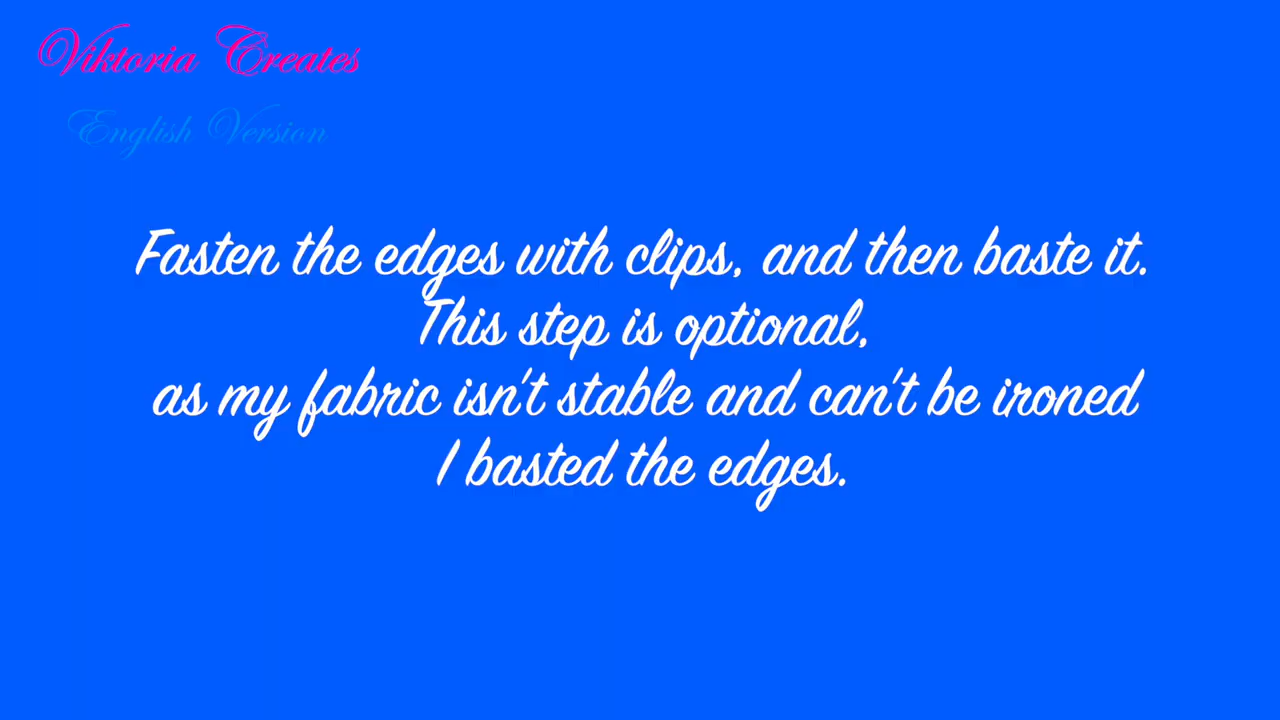 Viktoria Creates
English Version
Fasten the edges with clips, and then baste it.
This step is optional,
as my fabric isn't stable and can't be ironed
I basted the edges.